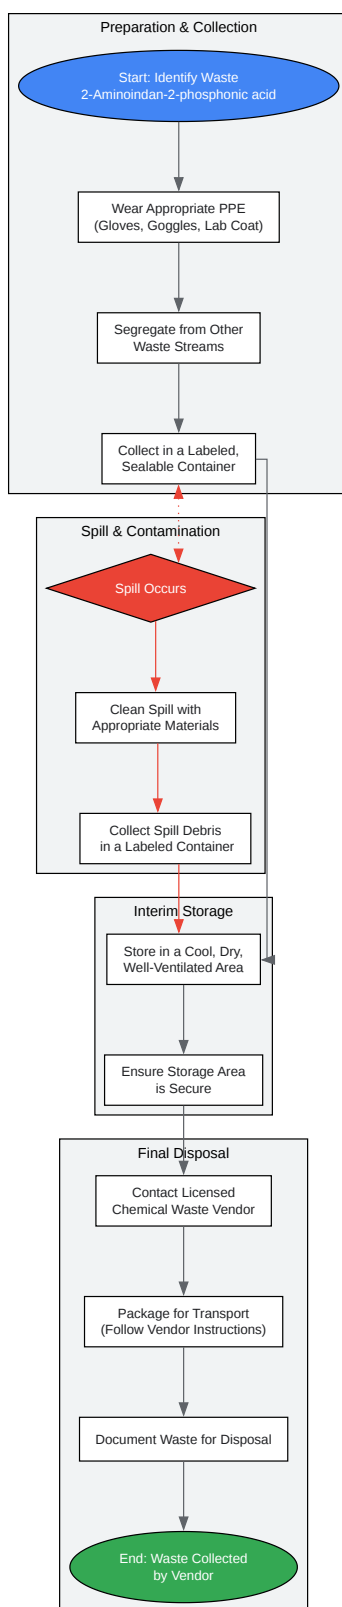 Preparation & Collection
Start: Identify Waste
2-Aminoindan-2-phosphonic acid
Wear Appropriate PPE
(Gloves, Goggles, Lab Coat)
Segregate from Other
Waste Streams
Collect in a Labeled,
Sealable Container
Spill & Contamination
Spill Occurs
Clean Spill with
Appropriate Materials
Collect Spill Debris
in a Labeled Container
Interim Storage
Store in a Cool, Dry,
Well-Ventilated Area
Ensure Storage Area
is Secure
Final Disposal
Contact Licensed
Chemical Waste Vendor
Package for Transport
(Follow Vendor Instructions)
Document Waste for Disposal
End: Waste Collected
by Vendor